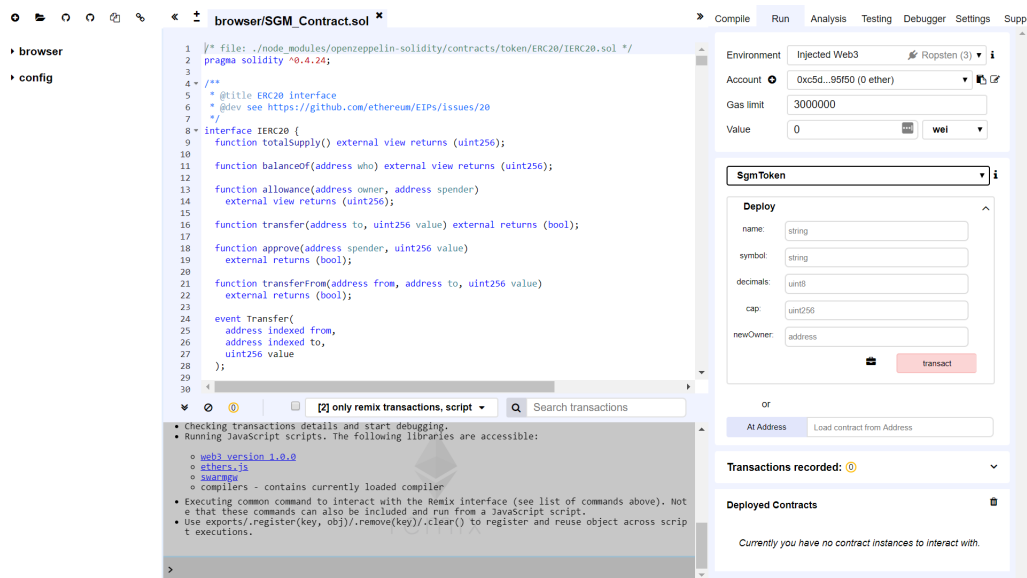 browser/SGM_Contract.sol
Compile Run Analysis Testing Debugger Settings Supp
browser
config
1 /* file: ./node_modules/openzeppelin-solidity/contracts/token/ERC20/IERC20.sol */
2 pragma solidity ^0.4.24;
3
4 /**
5 * @title ERC20 interface
6 * @dev see https://github.com/ethereum/EIPs/issues/20
7 */
8 interface IERC20 {
9 function totalSupply() external view returns (uint256);
10
11 function balanceOf(address who) external view returns (uint256);
12
13 function allowance(address owner, address spender)
14 external view returns (uint256);
15
16 function transfer(address to, uint256 value) external returns (bool);
17
18 function approve(address spender, uint256 value)
19 external returns (bool);
20
21 function transferFrom(address from, address to, uint256 value)
22 external returns (bool);
23
24 event Transfer(
25 address indexed from,
26 address indexed to,
27 uint256 value
28 );
29
30
0
[2] only remix transactions, script
Search transactions
Checking transactions details and start debugging.
Running JavaScript scripts. The following libraries are accessible:
web3 version 1.0.0
ethers.js
swarmgw
compilers - contains currently loaded compiler
Executing common command to interact with the Remix interface (see list of commands above). Not
e that these commands can also be included and run from a JavaScript script.
Use exports/.register(key, obj)/.remove(key)/.clear() to register and reuse object across scrip
t executions.
>
Environment Injected Web3 Ropsten (3) i
Account 0xc5d...95f50 (0 ether)
Gas limit 3000000
Value 0 wei
SgmToken i
Deploy
name: string
symbol: string
decimals: uint8
cap: uint256
newOwner: address
transact
or
At Address Load contract from Address
Transactions recorded: 0
Deployed Contracts
Currently you have no contract instances to interact with.